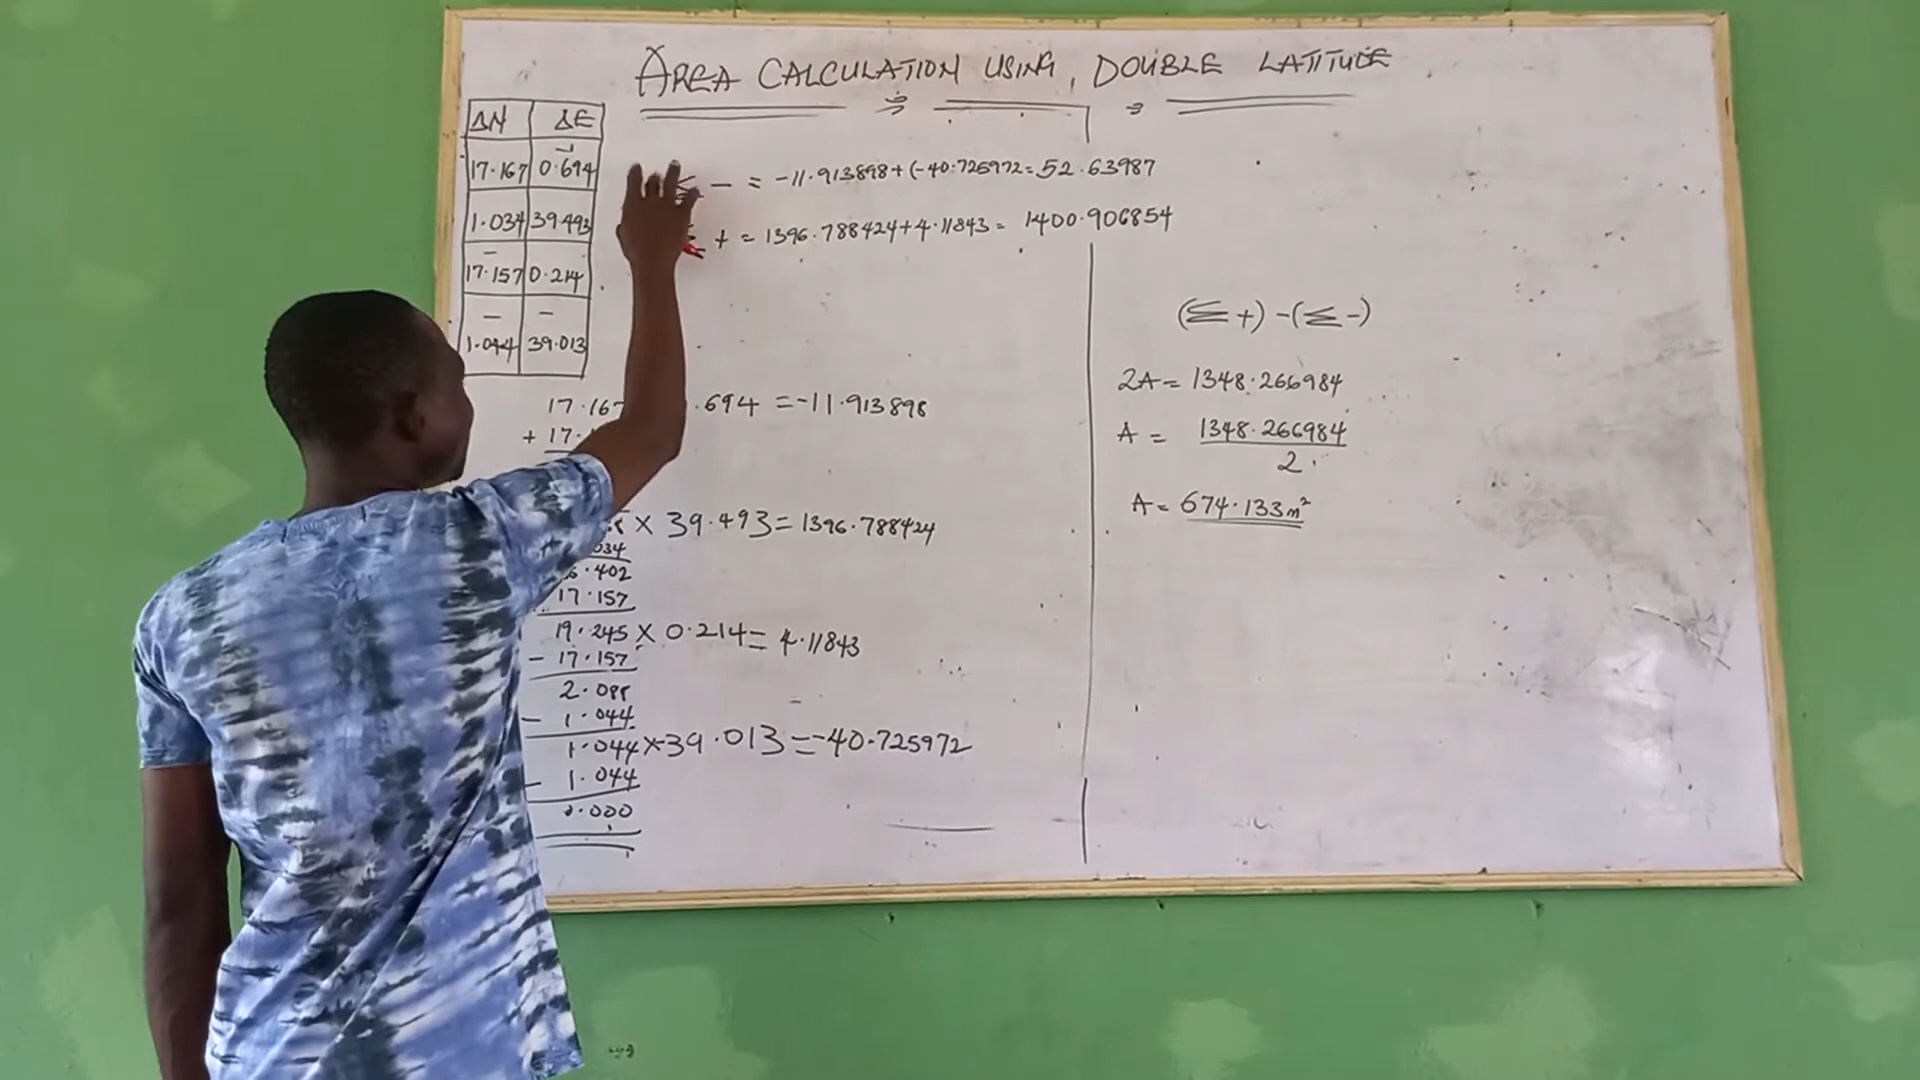 AREA CALCULATION USING, DOUBLE LATITUDE
ΔN ΔE
-
17.167 0.694
1.034 39.493
-
17.157 0.214
- -
1.044 39.013
Σ - = -11.913898+(-40.725972=52.63987
+ = 1396.788424+4.11843= 1400.906854
17.167 .694 =-11.913898
+ 17.
x 39.493=1396.788424
034
.402
17.157
19.245 x 0.214= 4.11843
- 17.157
2.088
- 1.044
1.044x-39.013=-40.725972
- 1.044
0.000
(Σ+) -(Σ-)
2A= 1348.266984
A = 1348.266984
2
A= 674.133m²